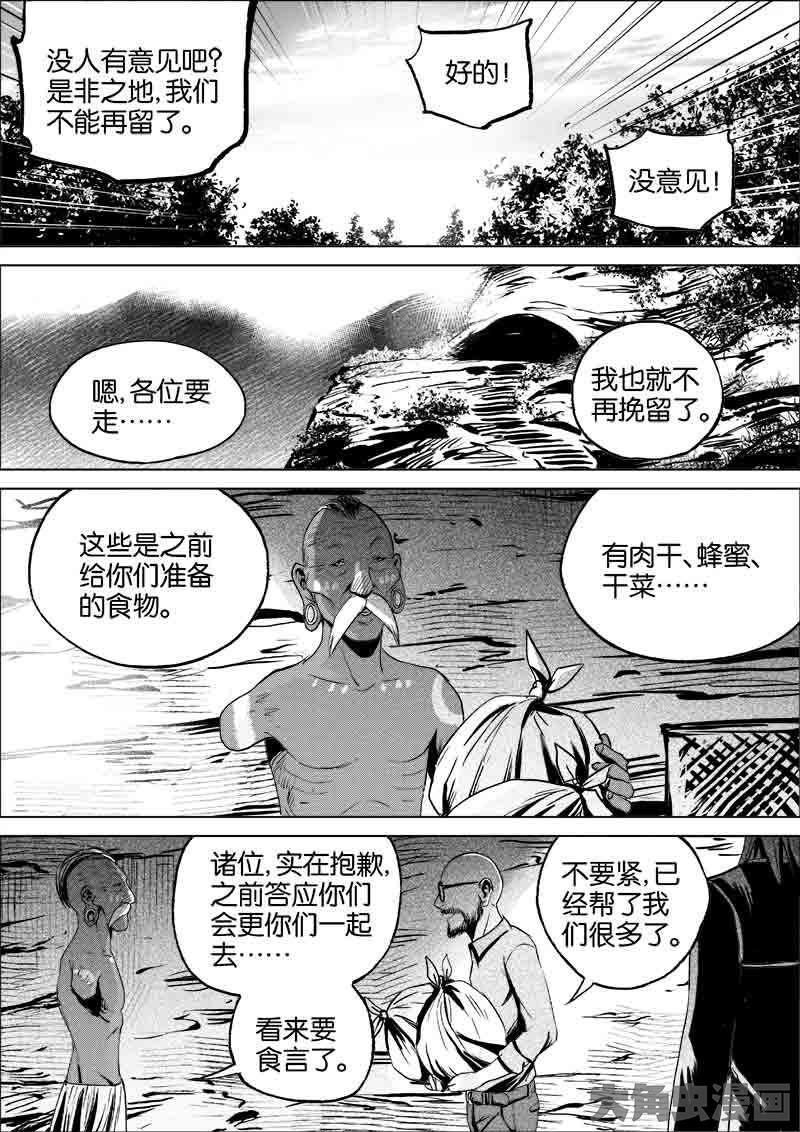 没人有意见吧?
是非之地,我们
不能再留了。
好的!
没意见!
嗯,各位要
走……
我也就不
再挽留了。
这些是之前
给你们准备
的食物。
有肉干、蜂蜜、
干菜……
诸位,实在抱歉,
之前答应你们
会更你们一起
去……
看来要
食言了。
不要紧,已
经帮了我
们很多了。
大角虫漫画